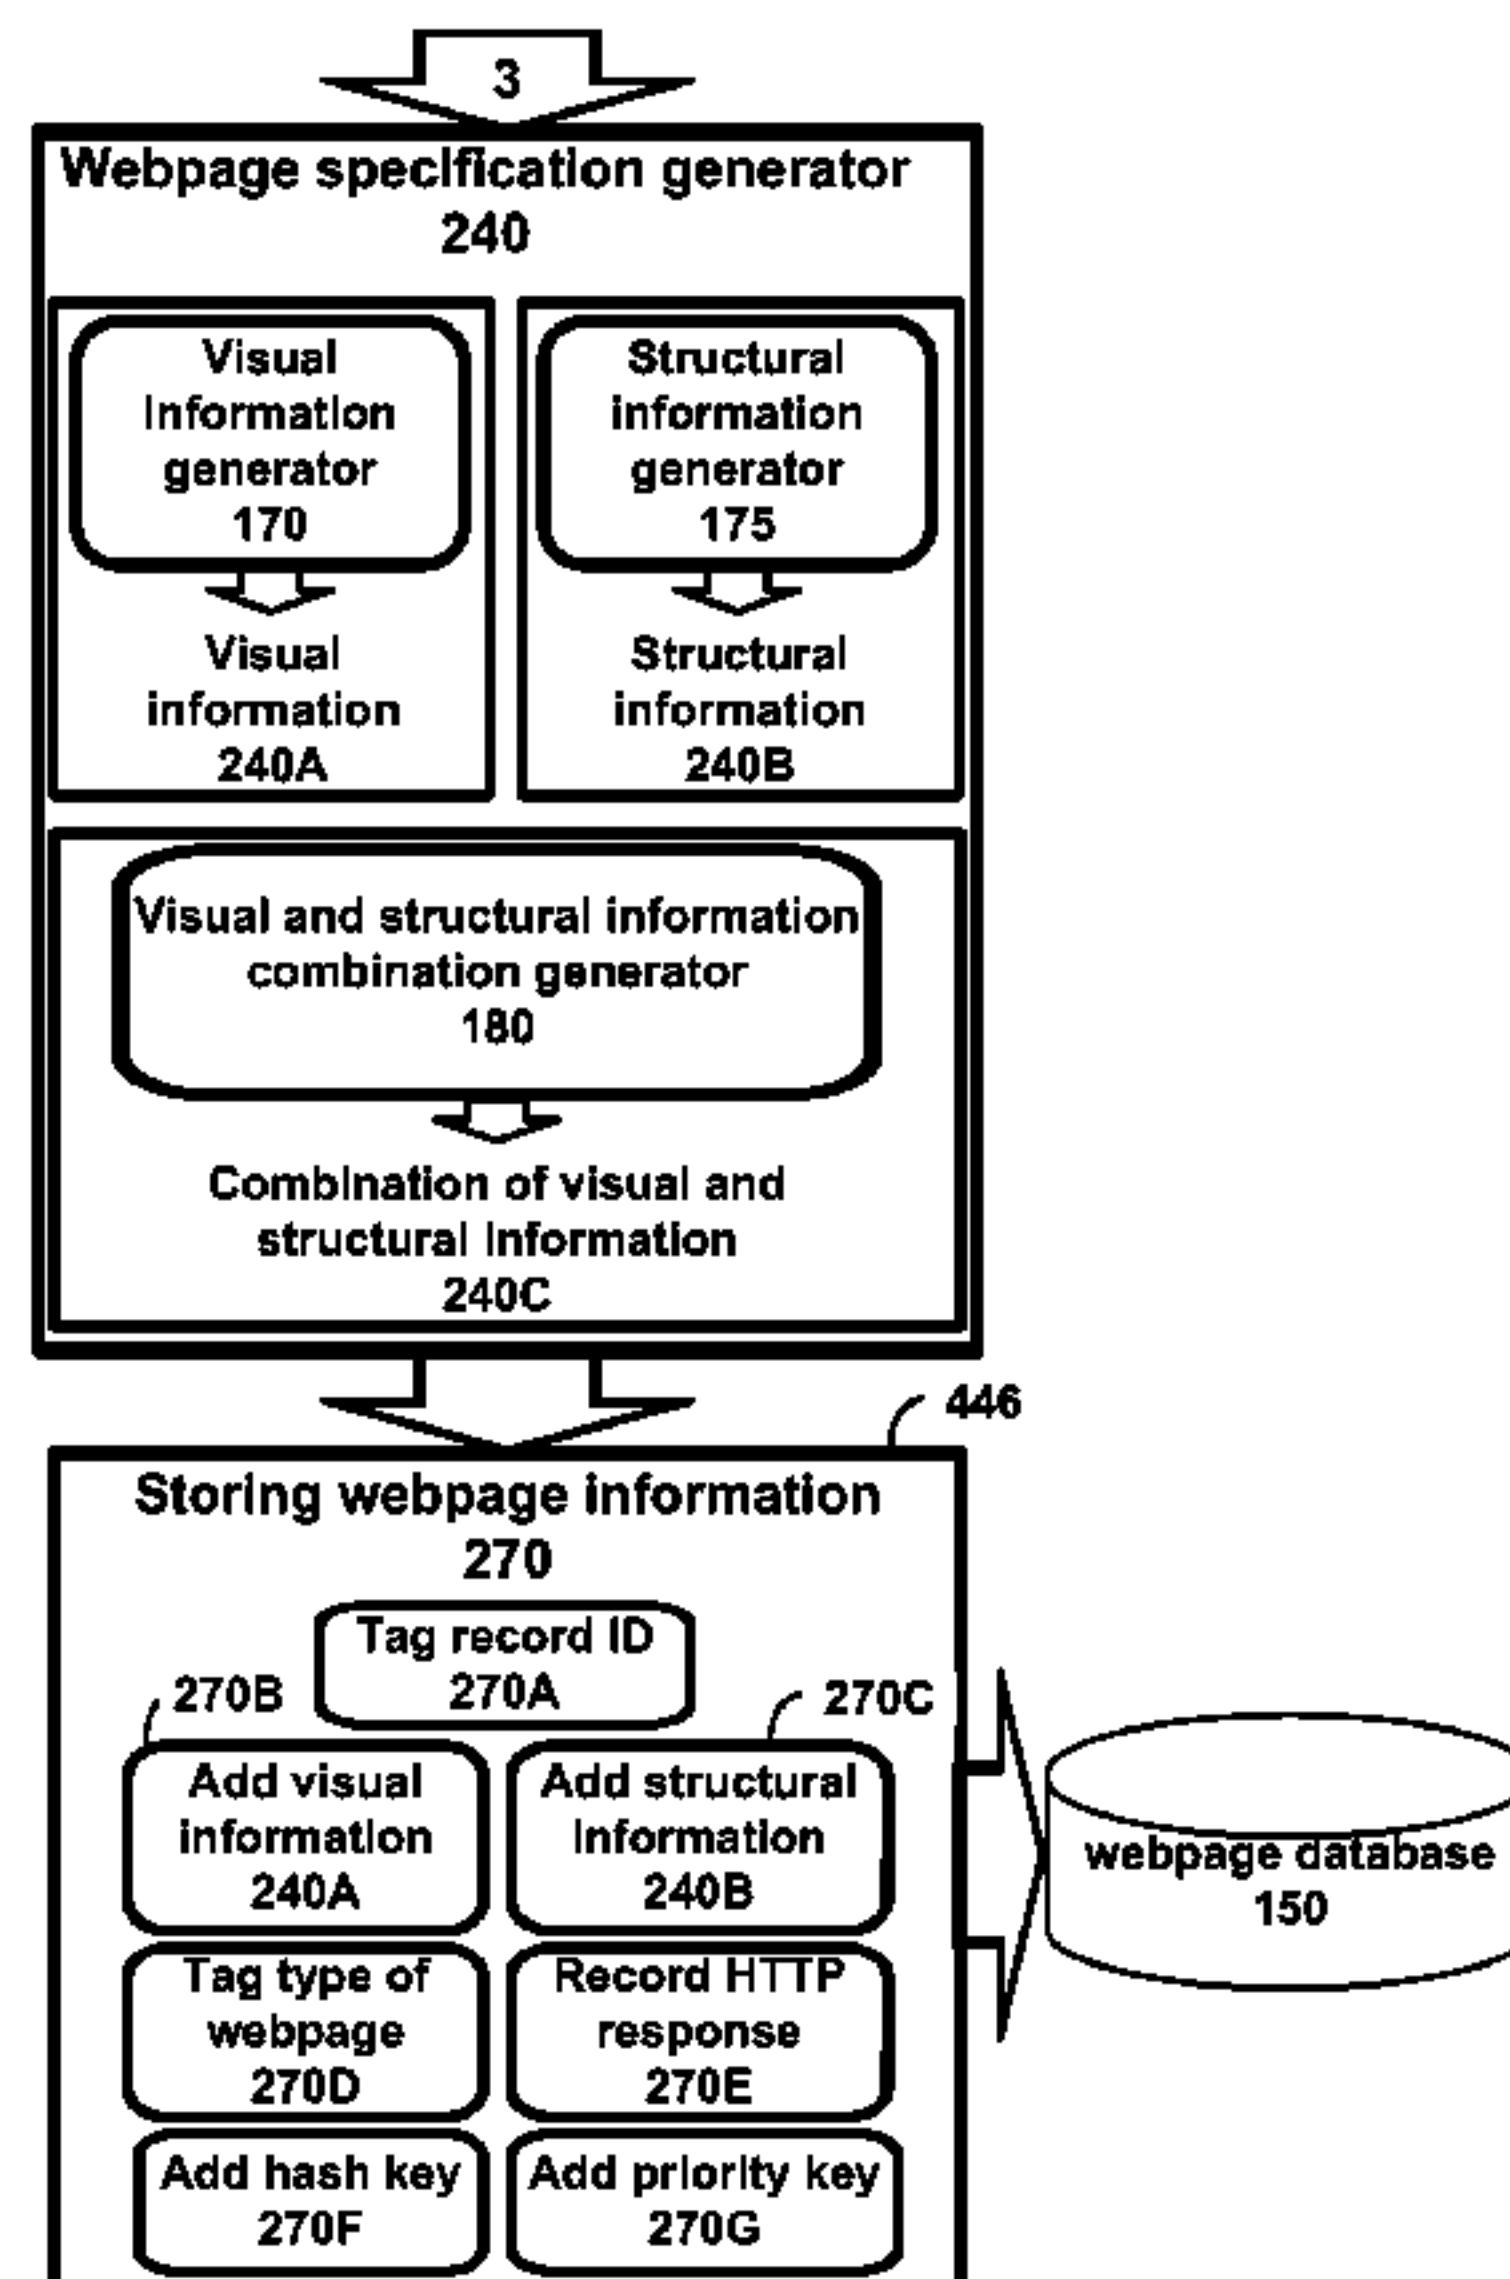 3
Webpage specification generator
240
Visual
Information
generator
170
Structural
information
generator
175
Visual
information
240A
Structural
information
240B
Visual and structural information
combination generator
180
Combination of visual and
structural Information
240C
446
Storing webpage information
270
Tag record ID
270A
270B
270C
Add visual
information
240A
Add structural
Information
240B
webpage database
150
Tag type of
webpage
270D
Record HTTP
response
270E
Add hash key
270F
Add priority key
270G